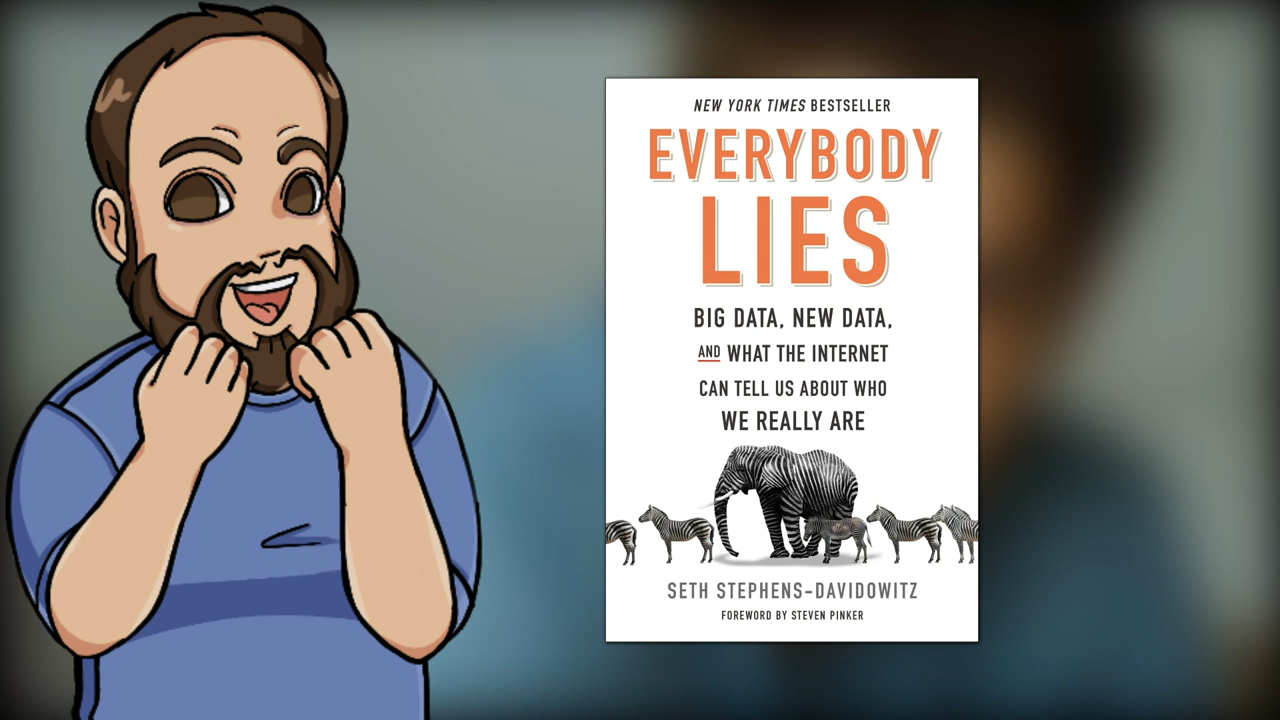 NEW YORK TIMES BESTSELLER
EVERYBODY
LIES
BIG DATA, NEW DATA,
AND WHAT THE INTERNET
CAN TELL US ABOUT WHO
WE REALLY ARE
SETH STEPHENS-DAVIDOWITZ
FOREWORD BY STEVEN PINKER